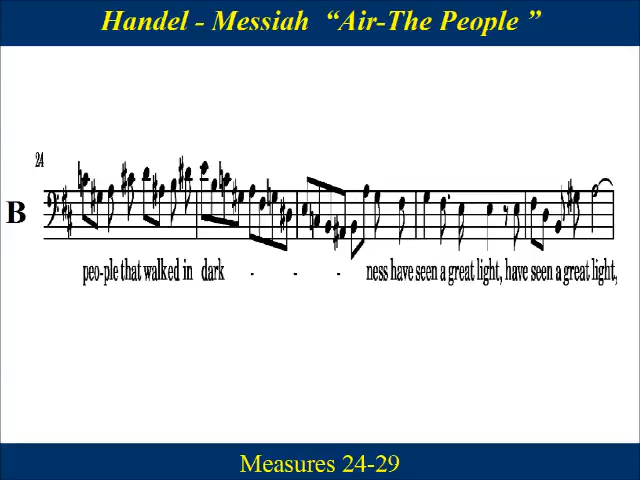 Handel - Messiah “Air-The People ”
24
B
peo-ple that walked in dark - - - ness have seen a great light, have seen a great light,
Measures 24-29